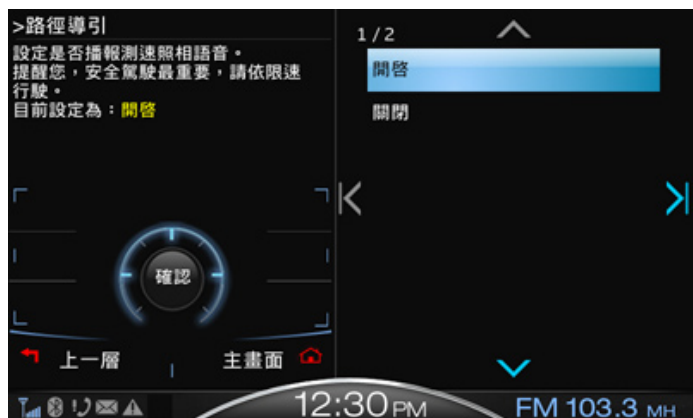 >路徑導引
設定是否播報測速照相語音。
提醒您，安全駕駛最重要，請依限速
行駛。
目前設定為：開啓
確認
上一層
主畫面
1/2
開啓
關閉
12:30 PM
FM 103.3 MH